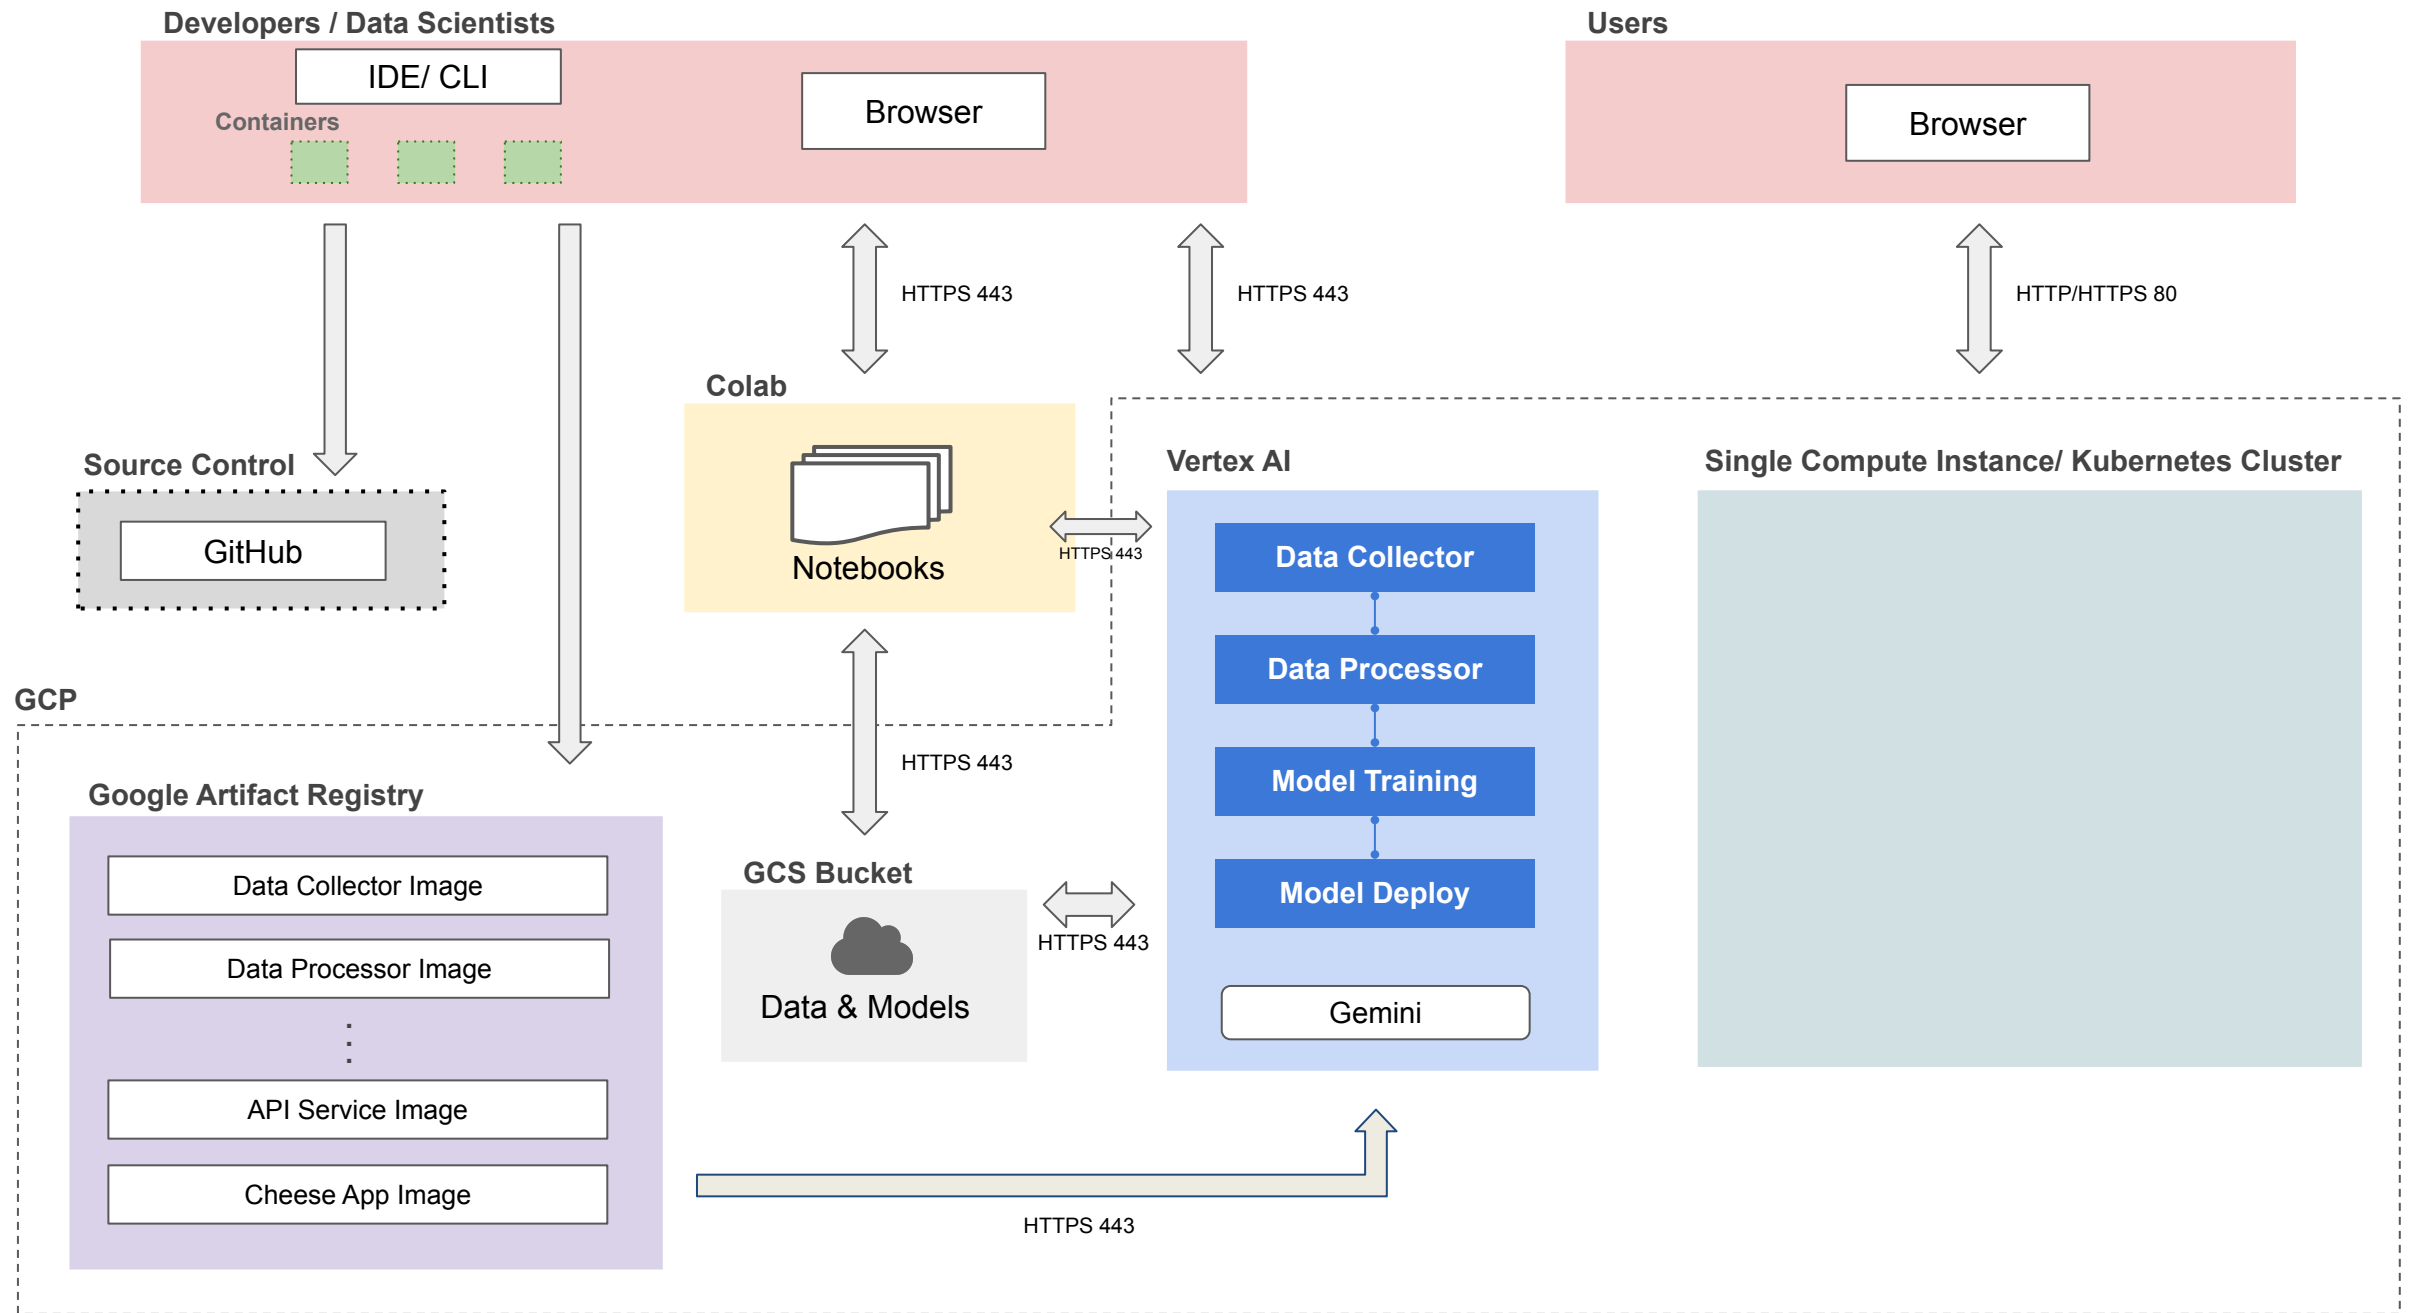 Developers / Data Scientists
Users
IDE/ CLI
Browser
Containers
Browser
HTTPS 443
HTTPS 443
HTTP/HTTPS 80
Colab
Source Control
Vertex AI
Single Compute Instance/ Kubernetes Cluster
GitHub
Notebooks
HTTPS 443
Data Collector
Data Processor
GCP
HTTPS 443
Model Training
Google Artifact Registry
GCS Bucket
Data Collector Image
Model Deploy
HTTPS 443
Data Processor Image
Data & Models
Gemini
API Service Image
Cheese App Image
HTTPS 443